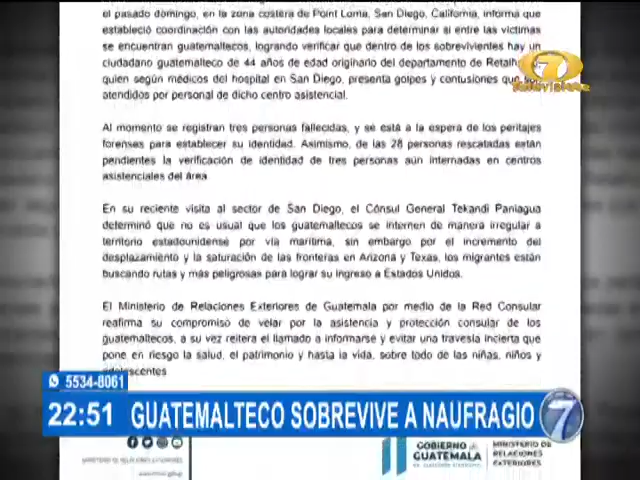 el pasado domingo, en la zona costera de Point Loma, San Diego, California, informa que
estableció coordinación con las autoridades locales para determinar si entre las víctimas
se encuentran guatemaltecos, logrando verificar que dentro de los sobrevivientes hay un
ciudadano guatemalteco de 44 años de edad originario del departamento de
quien según médicos del hospital en San Diego, presenta golpes y contusiones que
atendidos por personal de dicho centro asistencial.
Al momento se registran tres personas fallecidas, y se está a la espera de los peritajes
forenses para establecer su identidad. Asimismo, de las 28 personas rescatadas están
pendientes la verificación de identidad de tres personas aún internadas en centros
asistenciales del área
En su reciente visita al sector de San Diego, el Cónsul General Tekandi Paniagua
determinó que no es usual que los guatemaltecos se internen de manera irregular a
territorio estadounidense por vía marítima, sin embargo por el incremento del
desplazamiento y la saturación de las fronteras en Arizona y Texas, los migrantes están
buscando rutas y más peligrosas para lograr su ingreso a Estados Unidos.
El Ministerio de Relaciones Exteriores de Guatemala por medio de la Red Consular
reafirma su compromiso de velar por la asistencia y protección consular de los
guatemaltecos, a su vez reitera el llamado a informarse y evitar una travesía incierta que
pone en riesgo la salud, el patrimonio y hasta la vida, sobre todo de las niñas, niños y
adolescentes
7
Televisiete
5534-8061
22:51 GUATEMALTECO SOBREVIVE A NAUFRAGIO 7
GOBIERNO de
GUATEMALA
MINISTERIO DE
RELACIONES
EXTERIORES